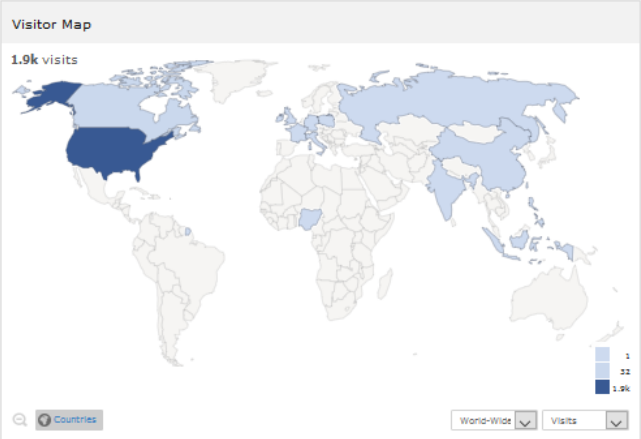 Visitor Map
1.9k visits
1
32
1.9k
Countries
World-Wide
Visits